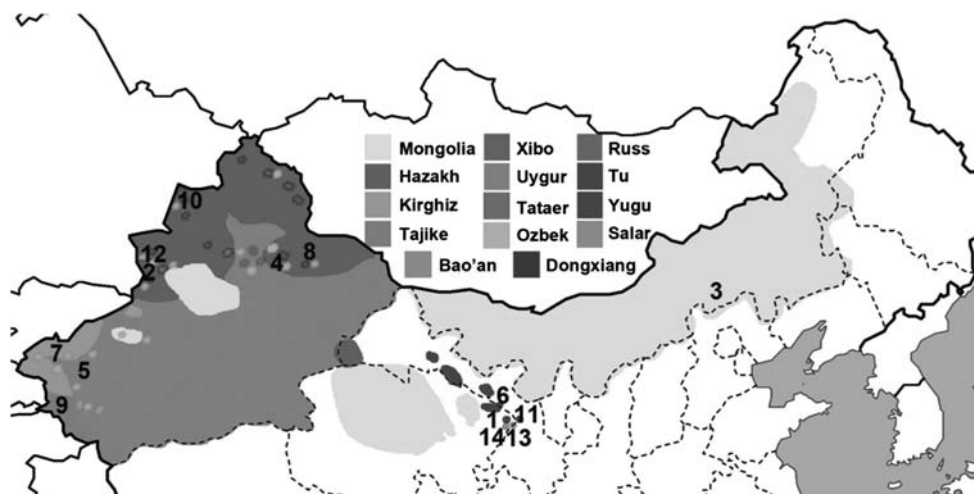 Mongolia Xibo Russ
Hazakh Uygur Tu
Kirghiz Tataer Yugu
Tajike Ozbek Salar
Bao'an Dongxiang
10
12
2
4 8
3
7
5
9
6
1 11
14 13